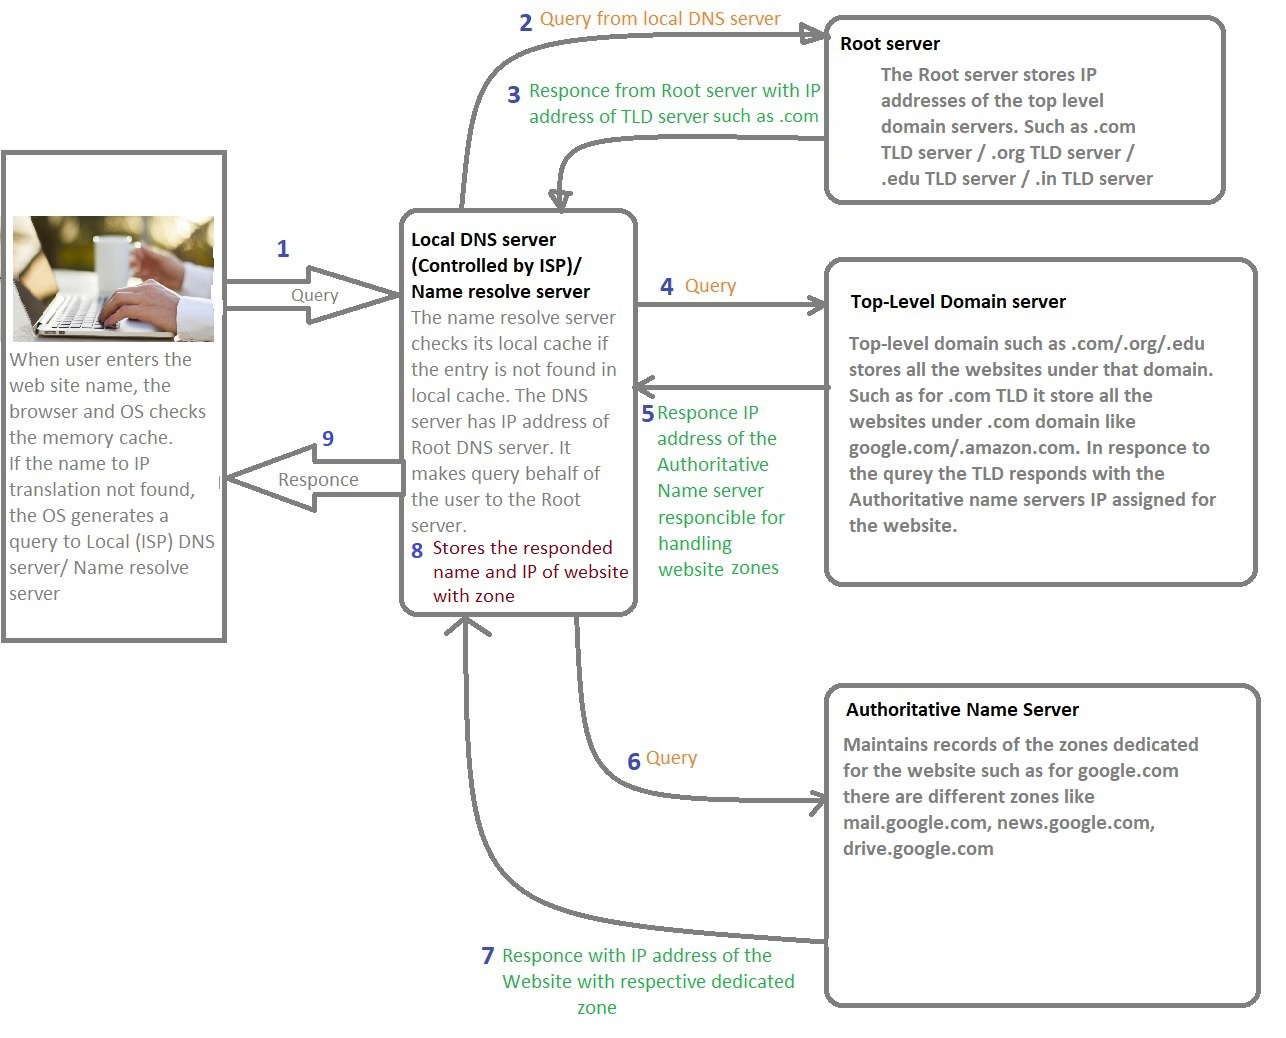 2 Query from local DNS server
3 Responce from Root server with IP
address of TLD server such as .com
Root server
The Root server stores IP
addresses of the top level
domain servers. Such as .com
TLD server / .org TLD server /
.edu TLD server / .in TLD server
1
Query
When user enters the
web site name, the
browser and OS checks
the memory cache.
If the name to IP
translation not found,
the OS generates a
query to Local (ISP) DNS
server/ Name resolve
server
9
Responce
Local DNS server
(Controlled by ISP)/
Name resolve server
The name resolve server
checks its local cache if
the entry is not found in
local cache. The DNS
server has IP address of
Root DNS server. It
makes query behalf of
the user to the Root
server.
8 Stores the responded
name and IP of website
with zone
4 Query
5 Responce IP
address of the
Authoritative
Name server
responcible for
handling
website zones
Top-Level Domain server
Top-level domain such as .com/.org/.edu
stores all the websites under that domain.
Such as for .com TLD it store all the
websites under .com domain like
google.com/.amazon.com. In responce to
the qurey the TLD responds with the
Authoritative name servers IP assigned for
the website.
6 Query
Authoritative Name Server
Maintains records of the zones dedicated
for the website such as for google.com
there are different zones like
mail.google.com, news.google.com,
drive.google.com
7 Responce with IP address of the
Website with respective dedicated
zone